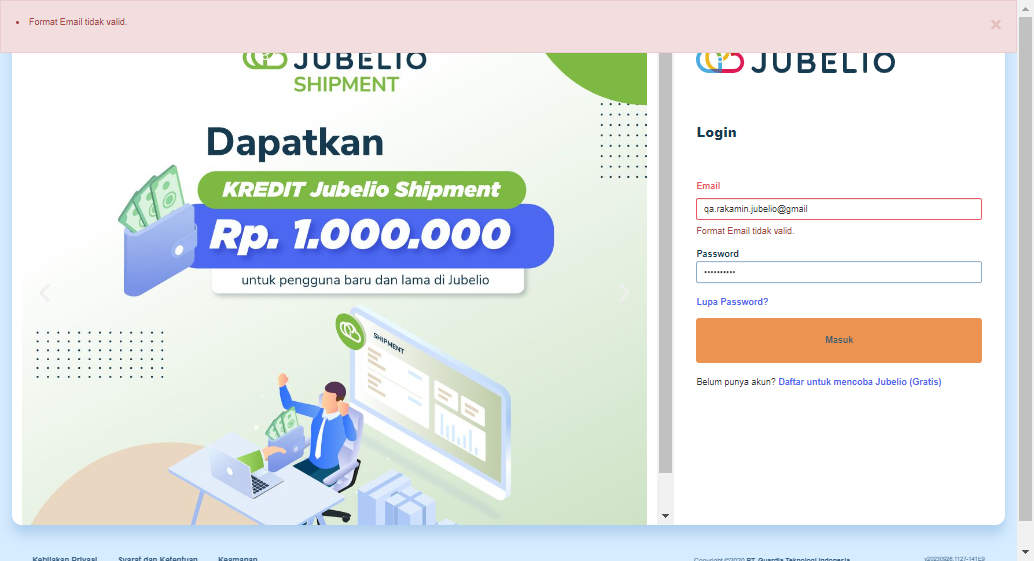 Format Email tidak valid.
JUBELIO
SHIPMENT
Dapatkan
KREDIT Jubelio Shipment
Rp. 1.000.000
untuk pengguna baru dan lama di Jubelio
SHIPMENT
JUBELIO
Login
Email
qa.rakamin.jubelio@gmail
Format Email tidak valid.
Password
Lupa Password?
Masuk
Belum punya akun? Daftar untuk mencoba Jubelio (Gratis)
Kebijakan Privasi Syarat dan Ketentuan Keamanan
Copyright ©2020 PT. Guardia Teknologi Indonesia
v20230926.1127-141E9